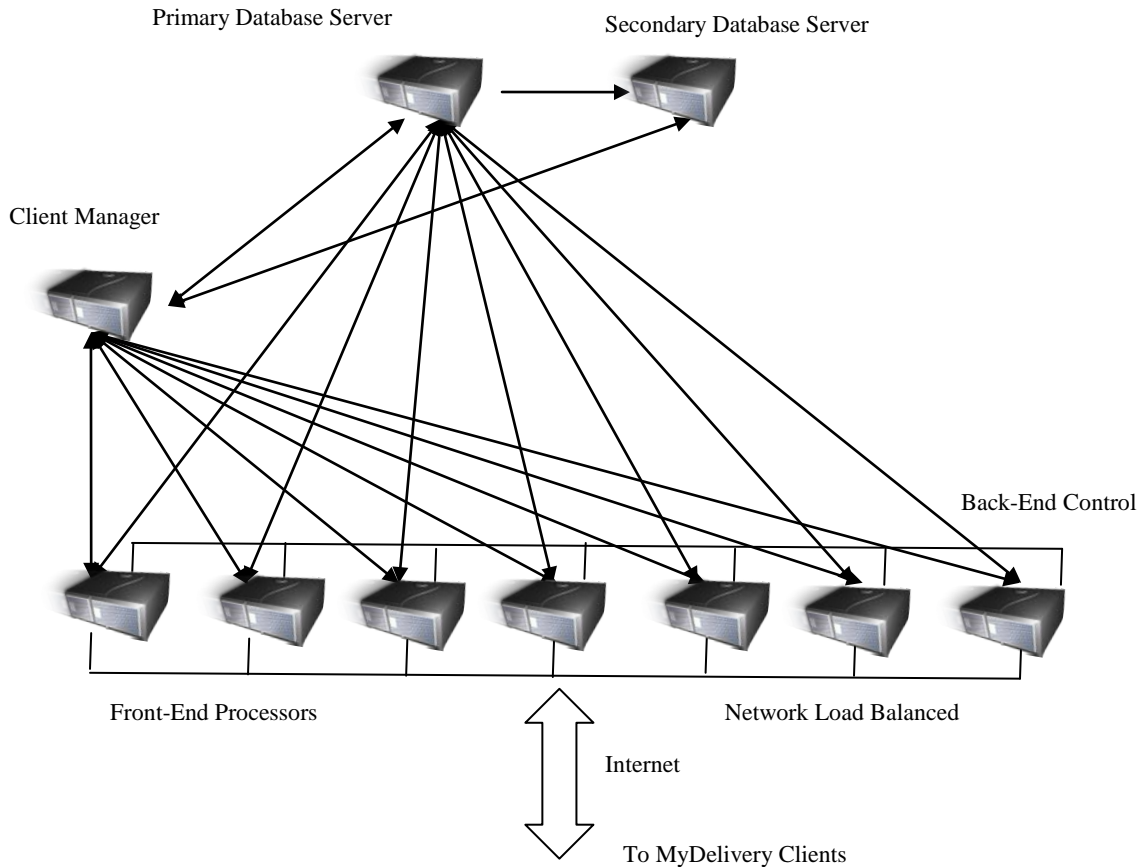 Primary Database Server
Secondary Database Server
Client Manager
Back-End Control
Front-End Processors
Network Load Balanced
Internet
To MyDelivery Clients